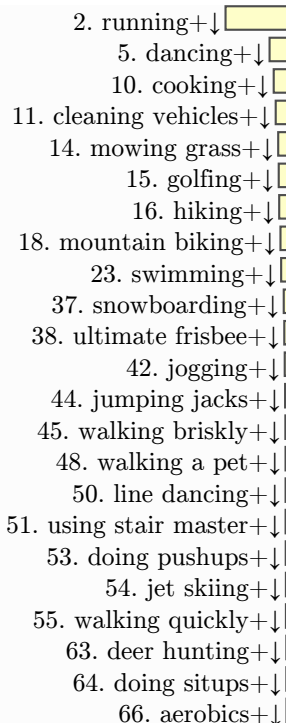 2. running+↓
5. dancing+↓
10. cooking+↓
11. cleaning vehicles+↓
14. mowing grass+↓
15. golfing+↓
16. hiking+↓
18. mountain biking+↓
23. swimming+↓
37. snowboarding+↓
38. ultimate frisbee+↓
42. jogging+↓
44. jumping jacks+↓
45. walking briskly+↓
48. walking a pet+↓
50. line dancing+↓
51. using stair master+↓
53. doing pushups+↓
54. jet skiing+↓
55. walking quickly+↓
63. deer hunting+↓
64. doing situps+↓
66. aerobics+↓